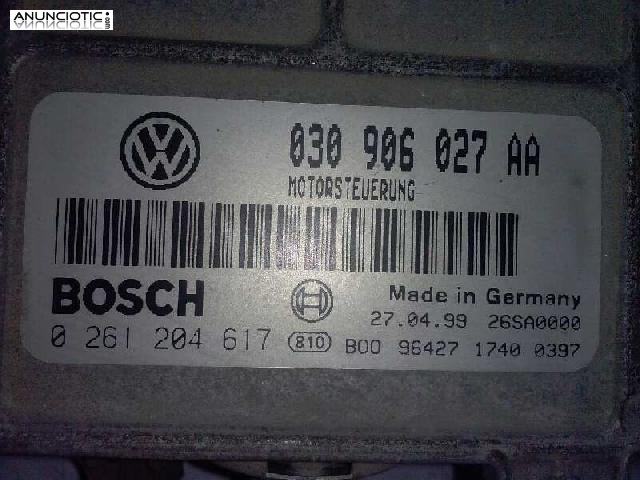 ANUNCIOTIC.es
030 906 027 AA
MOTORSTEUERUNG
BOSCH
Made in Germany
27.04.99 26SA0000
0 261 204 617 810 B00 96427 1740 0397